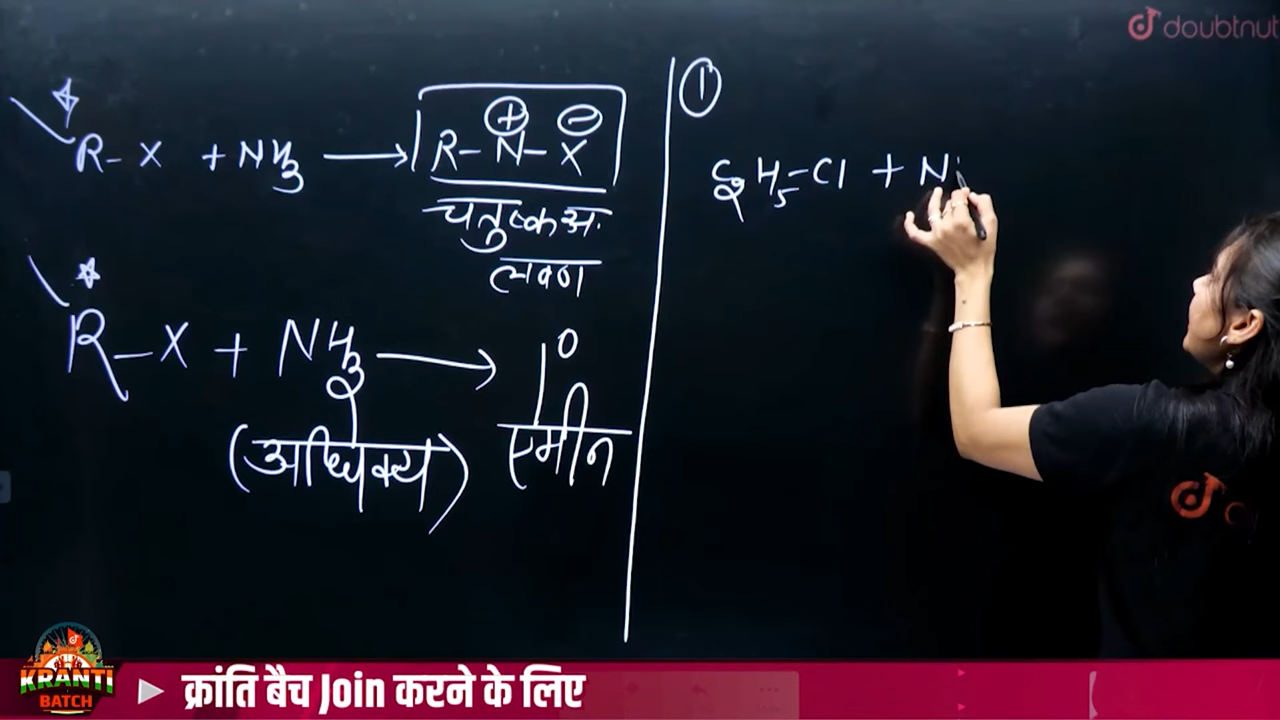 doubtnut
R-X + NH3 → R-N-X
+ -
चतुष्कअ.
लवण
R-X + NH3 → 1°
(आधिक्य) एमीन
1
C2H5-Cl + N
KRANTI
BATCH
क्रांति बैच Join करने के लिए